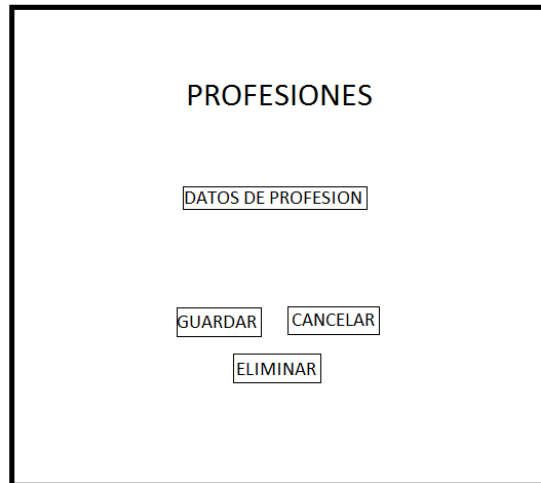 PROFESIONES
DATOS DE PROFESION
GUARDAR CANCELAR
ELIMINAR